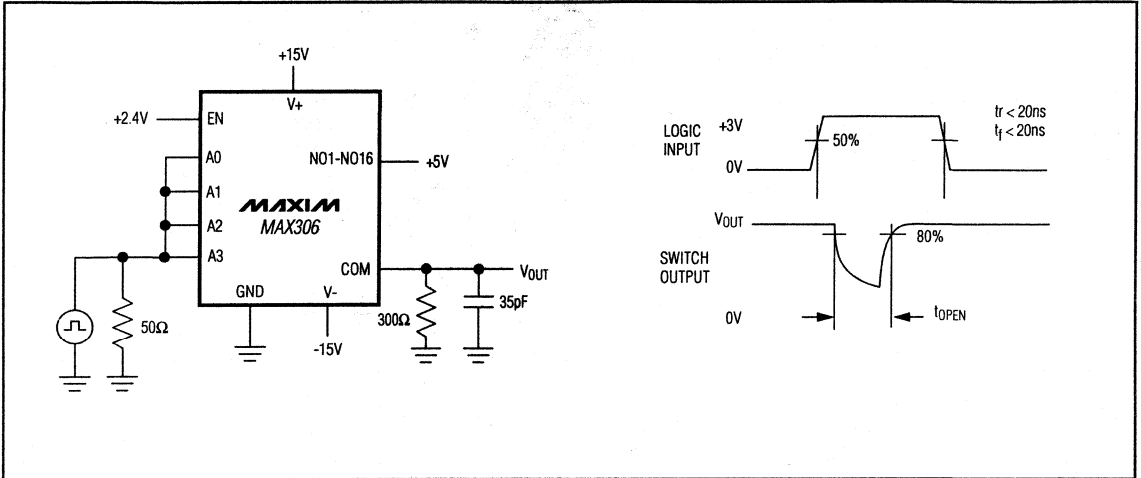 +15V
V+
+2.4V
EN
A0
NO1-NO16
+5V
A1
MAXIM
A2
MAX306
A3
COM
VOUT
GND
V-
50Ω
300Ω
35pF
-15V
LOGIC
INPUT
+3V
50%
0V
tr < 20ns
tf < 20ns
VOUT
80%
SWITCH
OUTPUT
0V
tOPEN